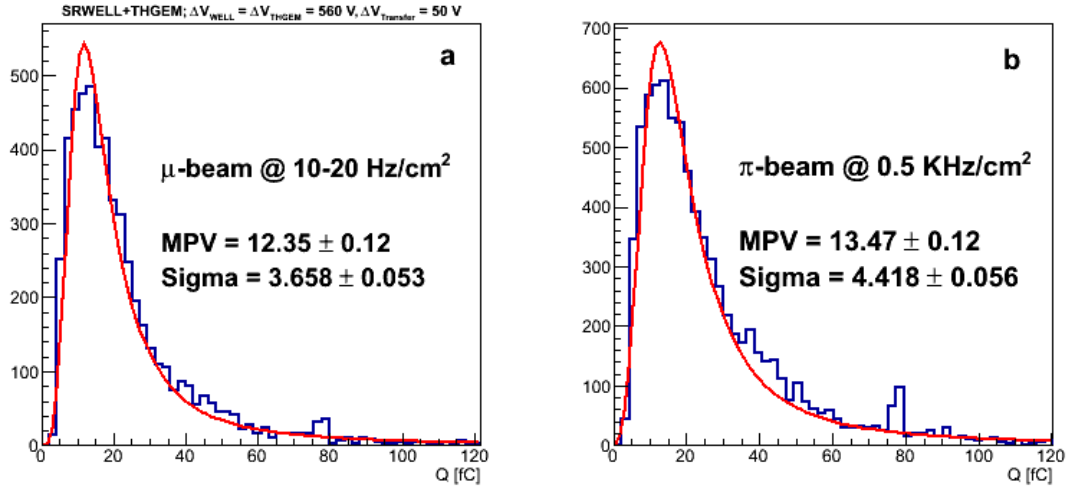 SRWELL+THGEM; ΔV_WELL = ΔV_THGEM = 560 V, ΔV_Transfer = 50 V
a
μ-beam @ 10-20 Hz/cm²
MPV = 12.35 ± 0.12
Sigma = 3.658 ± 0.053
500
400
300
200
100
0
0 20 40 60 80 100 120
Q [fC]
b
π-beam @ 0.5 KHz/cm²
MPV = 13.47 ± 0.12
Sigma = 4.418 ± 0.056
700
600
500
400
300
200
100
0
0 20 40 60 80 100 120
Q [fC]